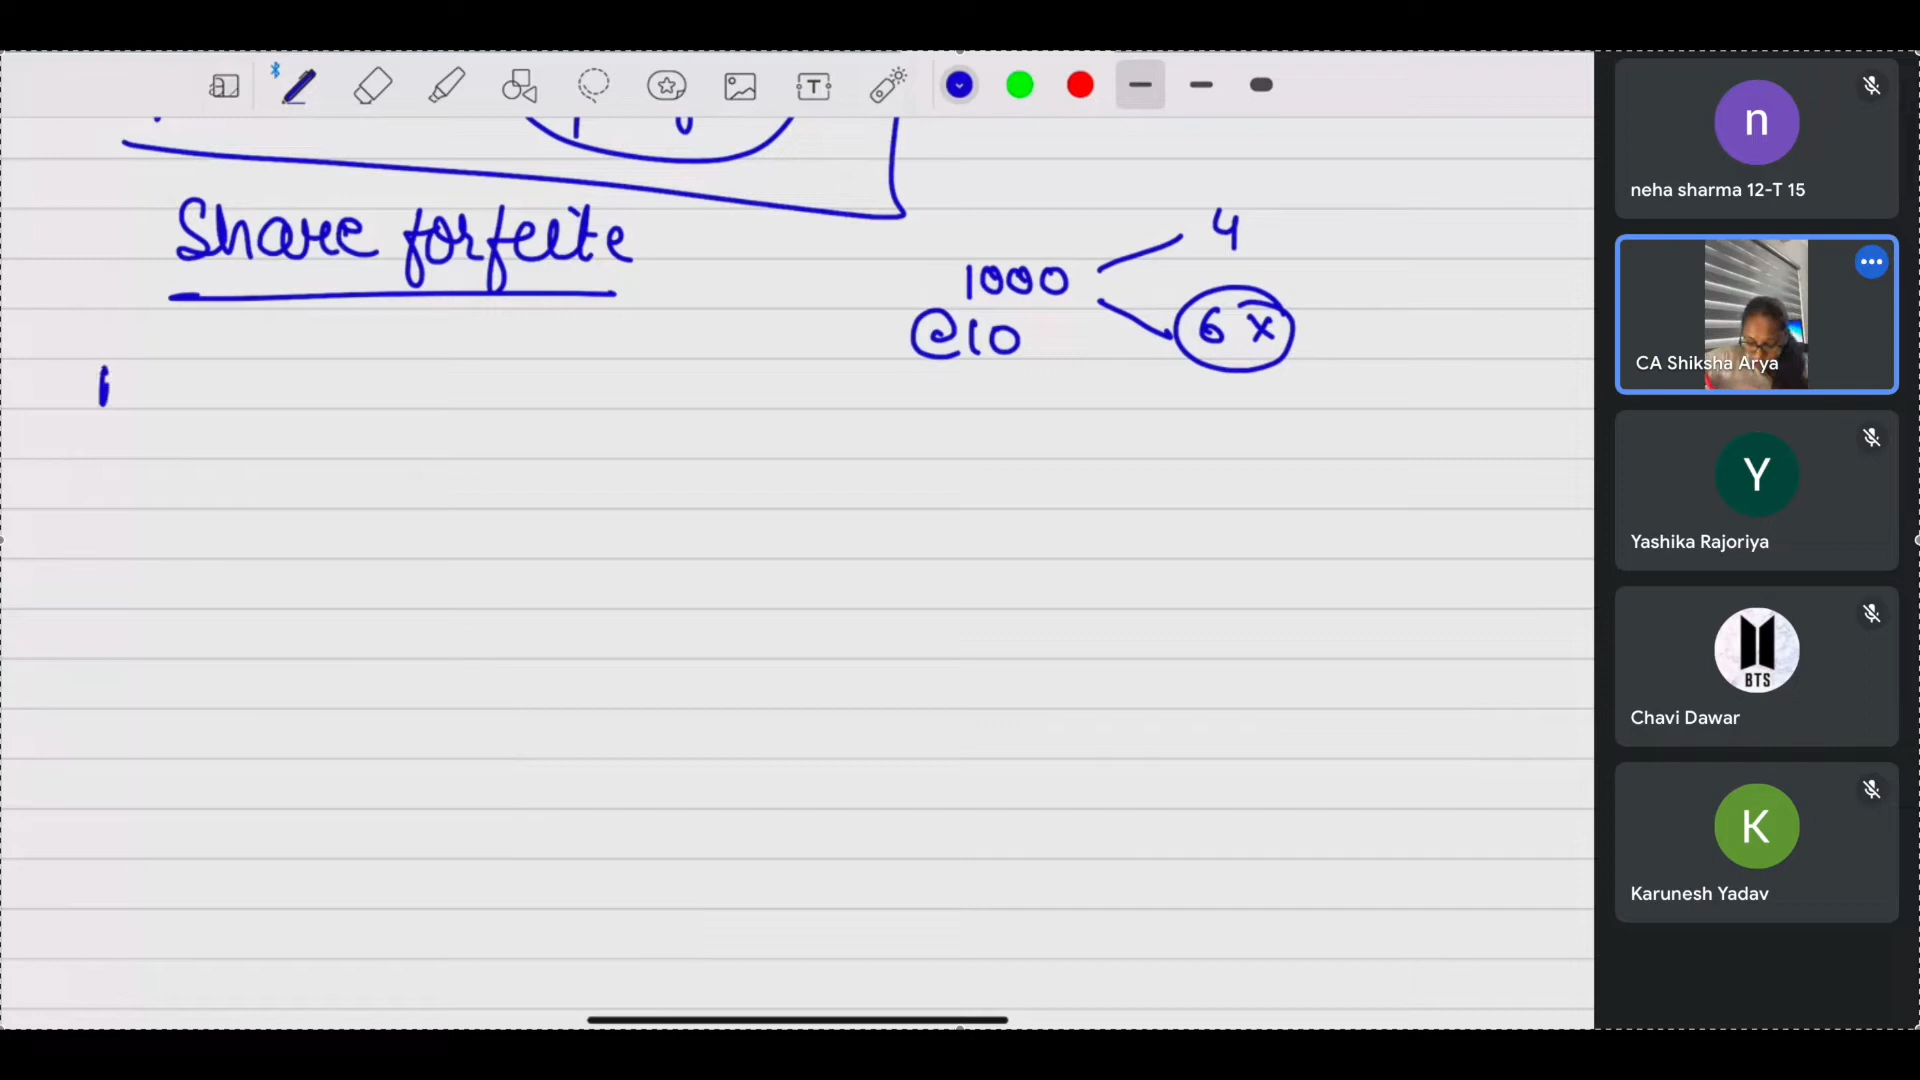 Share forfeite
4
1000
@10
6 x
n
neha sharma 12-T 15
CA Shiksha Arya
Y
Yashika Rajoriya
BTS
Chavi Dawar
K
Karunesh Yadav